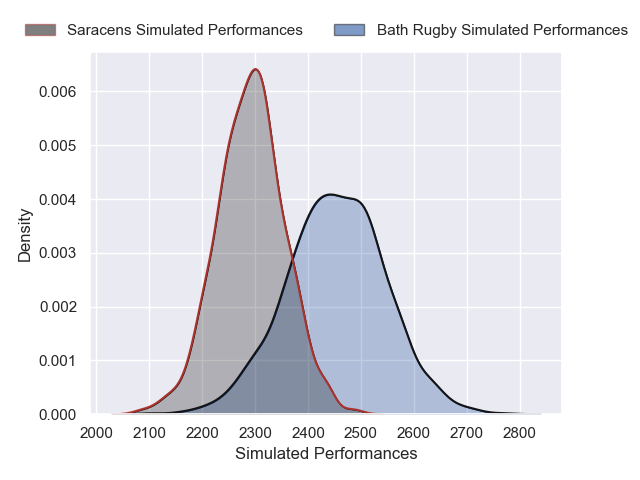 Saracens Simulated Performances
Bath Rugby Simulated Performances
Density
0.006
0.005
0.004
0.003
0.002
0.001
0.000
2000 2100 2200 2300 2400 2500 2600 2700 2800
Simulated Performances